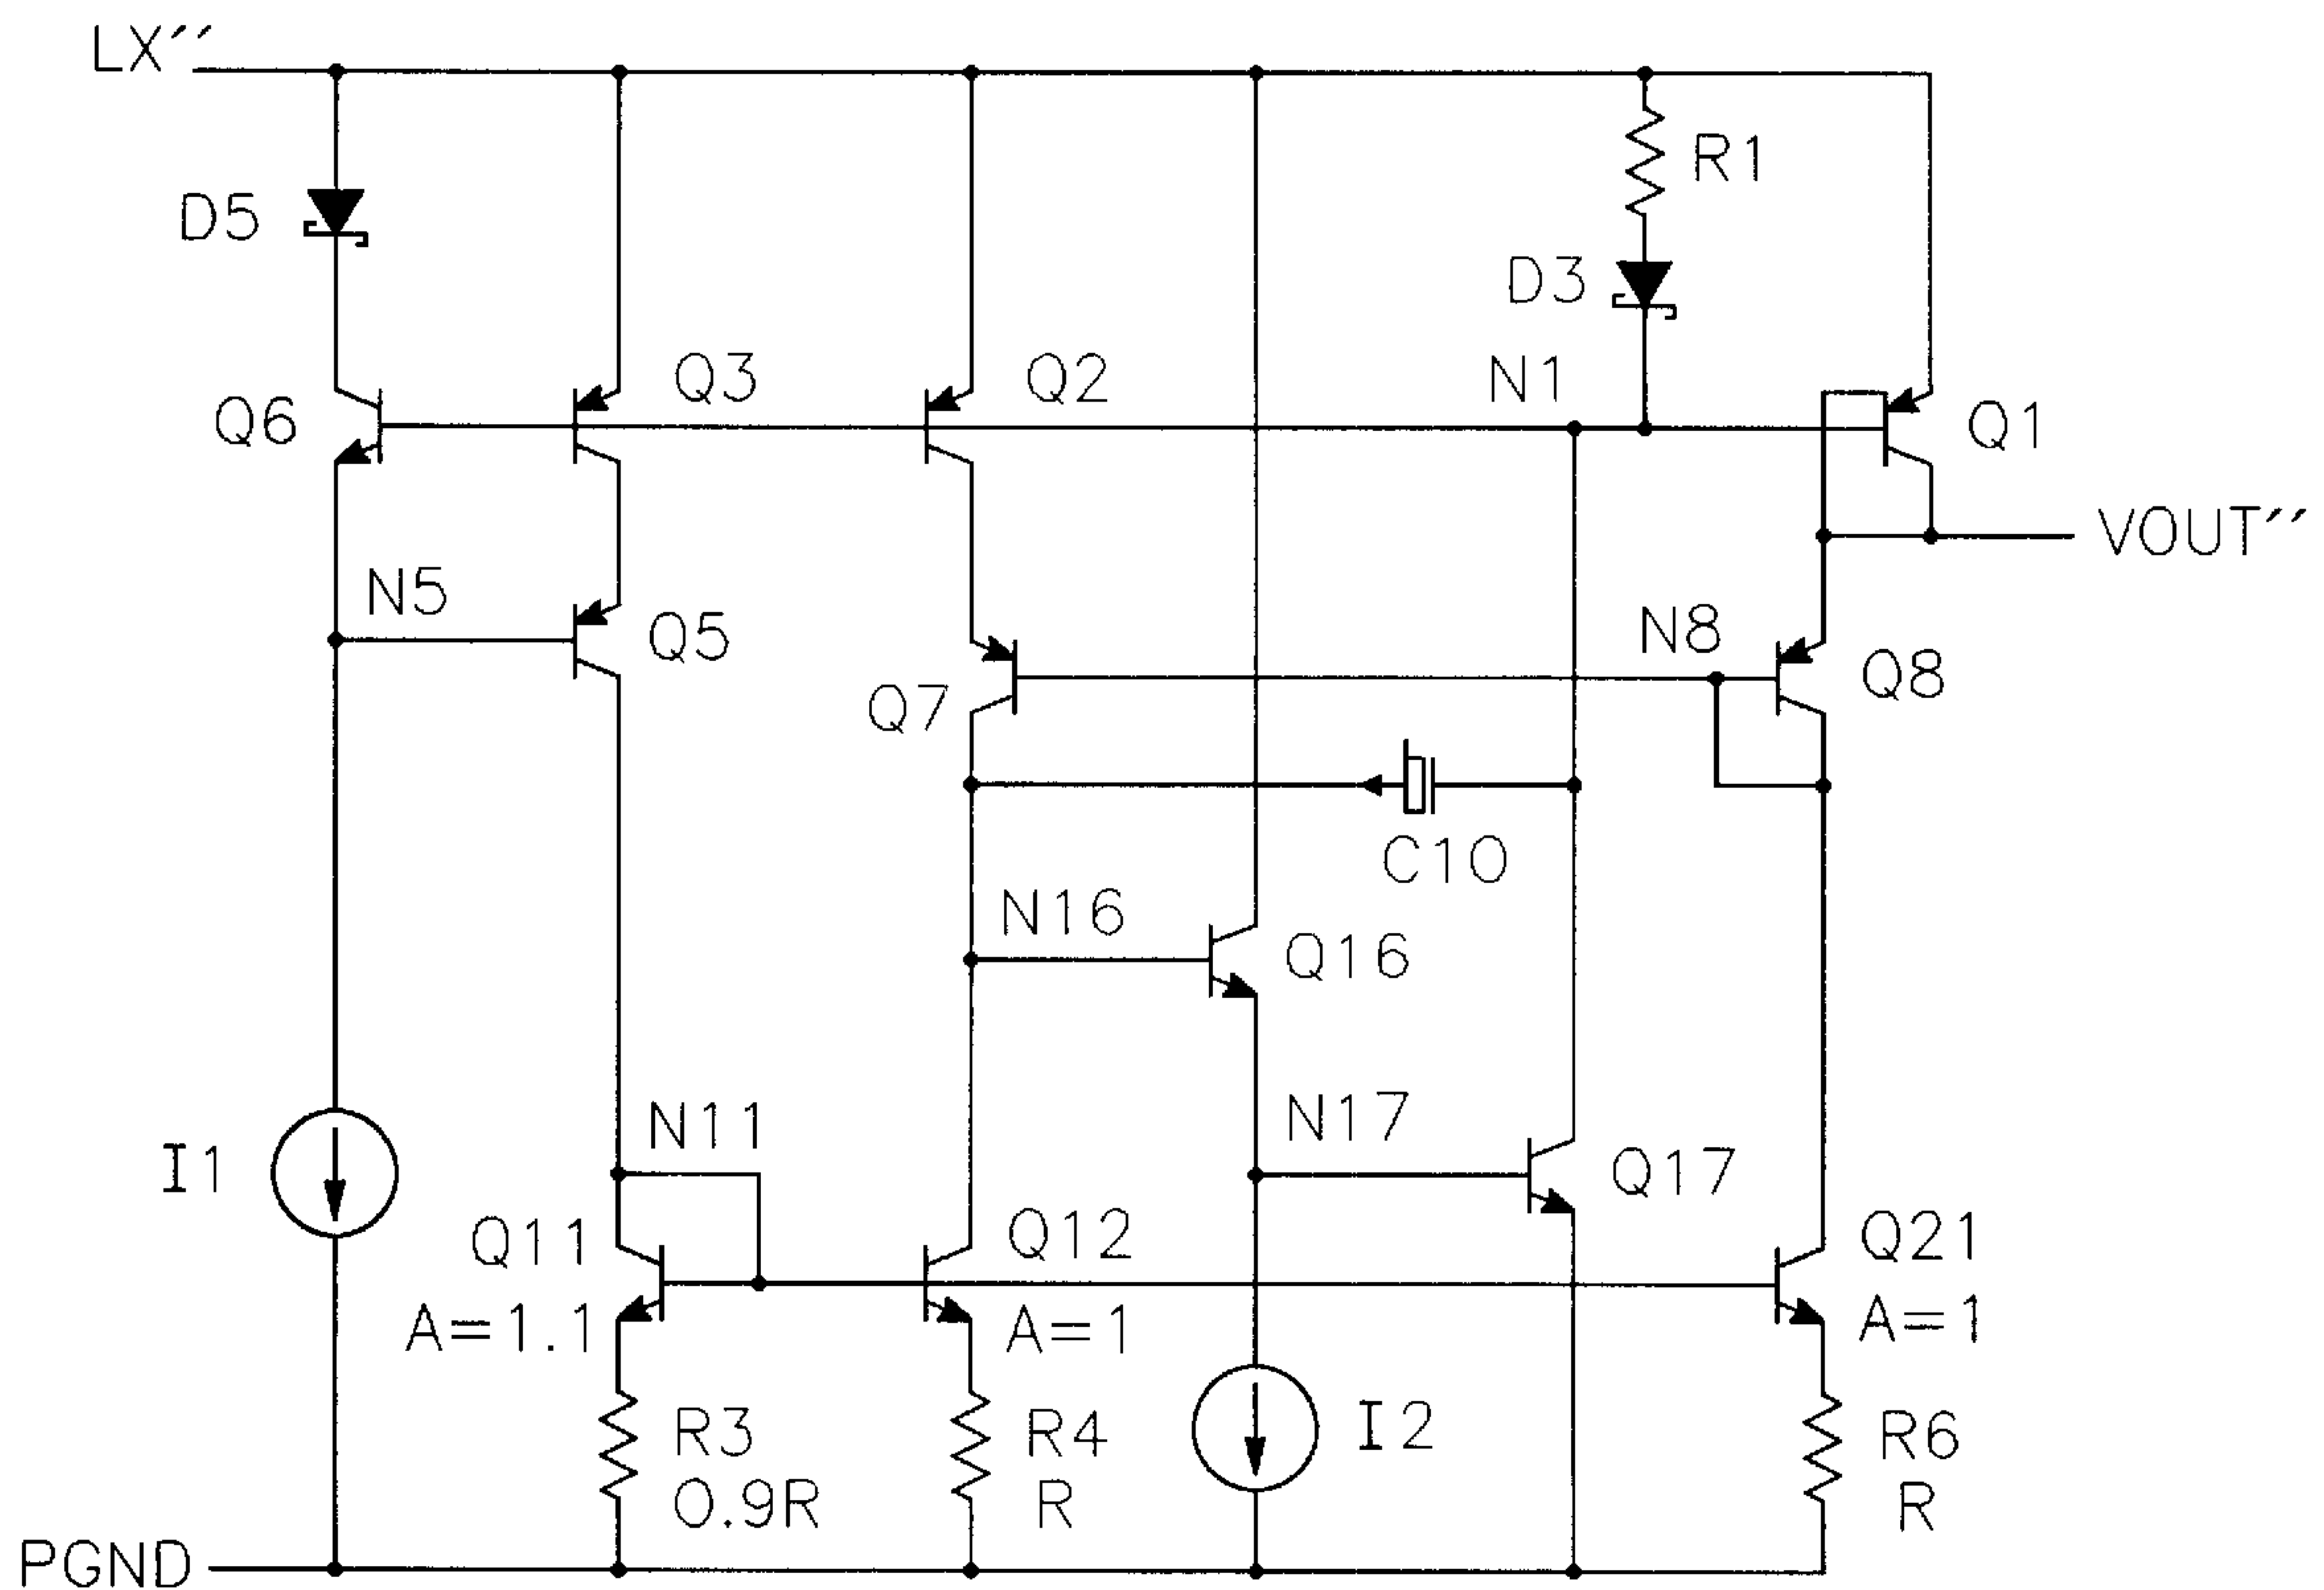 LX″
R1
D5
D3
Q3
Q2
N1
Q6
Q1
VOUT″
N5
N8
Q5
Q8
Q7
C10
N16
Q16
N11
N17
I1
Q17
Q11
Q12
Q21
A=1.1
A=1
A=1
R3
R4
I2
R6
0.9R
R
R
PGND